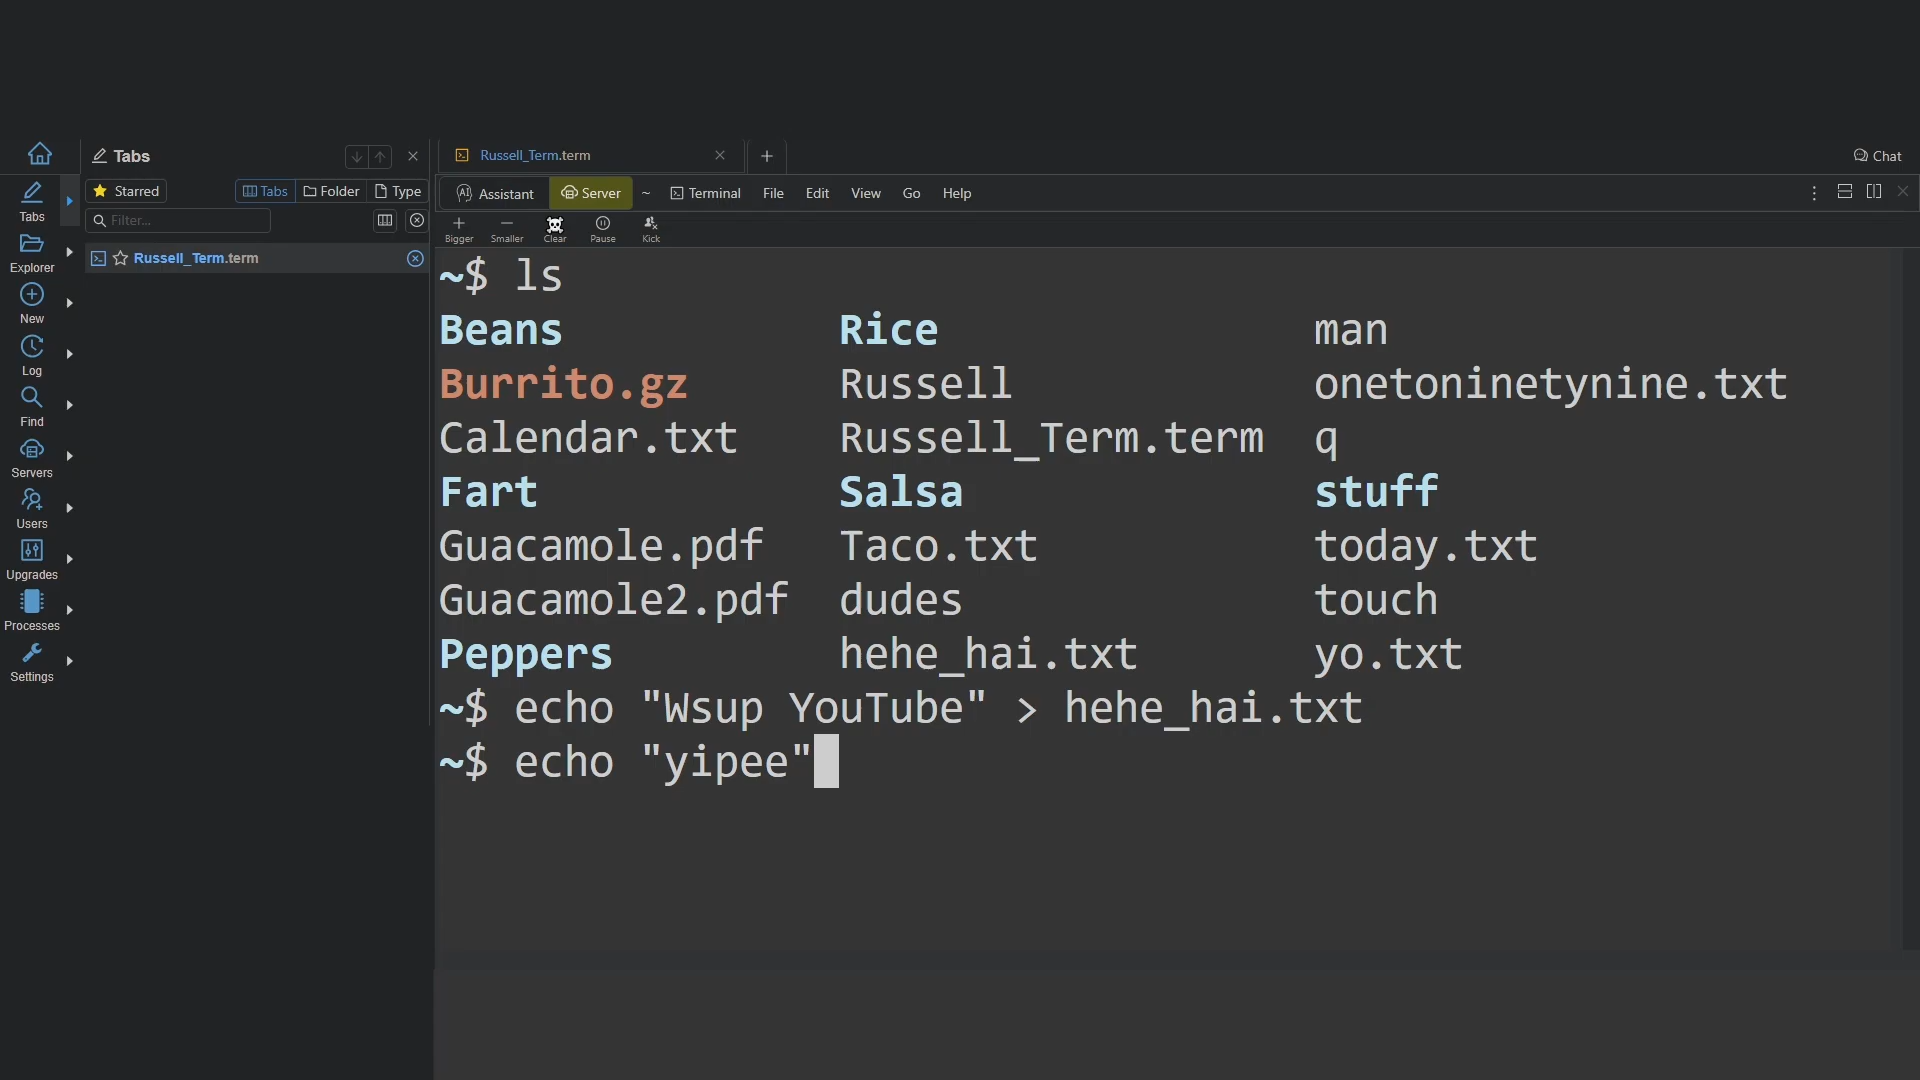 Tabs
Starred
Tabs Folder Type
Filter...
Russell_Term.term
Tabs
Explorer
New
Log
Find
Servers
Users
Upgrades
Processes
Settings
Russell_Term.term
Chat
AI Assistant Server ~ Terminal File Edit View Go Help
Bigger Smaller Clear Pause Kick
~$ ls
Beans Rice man
Burrito.gz Russell onetoninetynine.txt
Calendar.txt Russell_Term.term q
Fart Salsa stuff
Guacamole.pdf Taco.txt today.txt
Guacamole2.pdf dudes touch
Peppers hehe_hai.txt yo.txt
~$ echo "Wsup YouTube" > hehe_hai.txt
~$ echo "yipee"